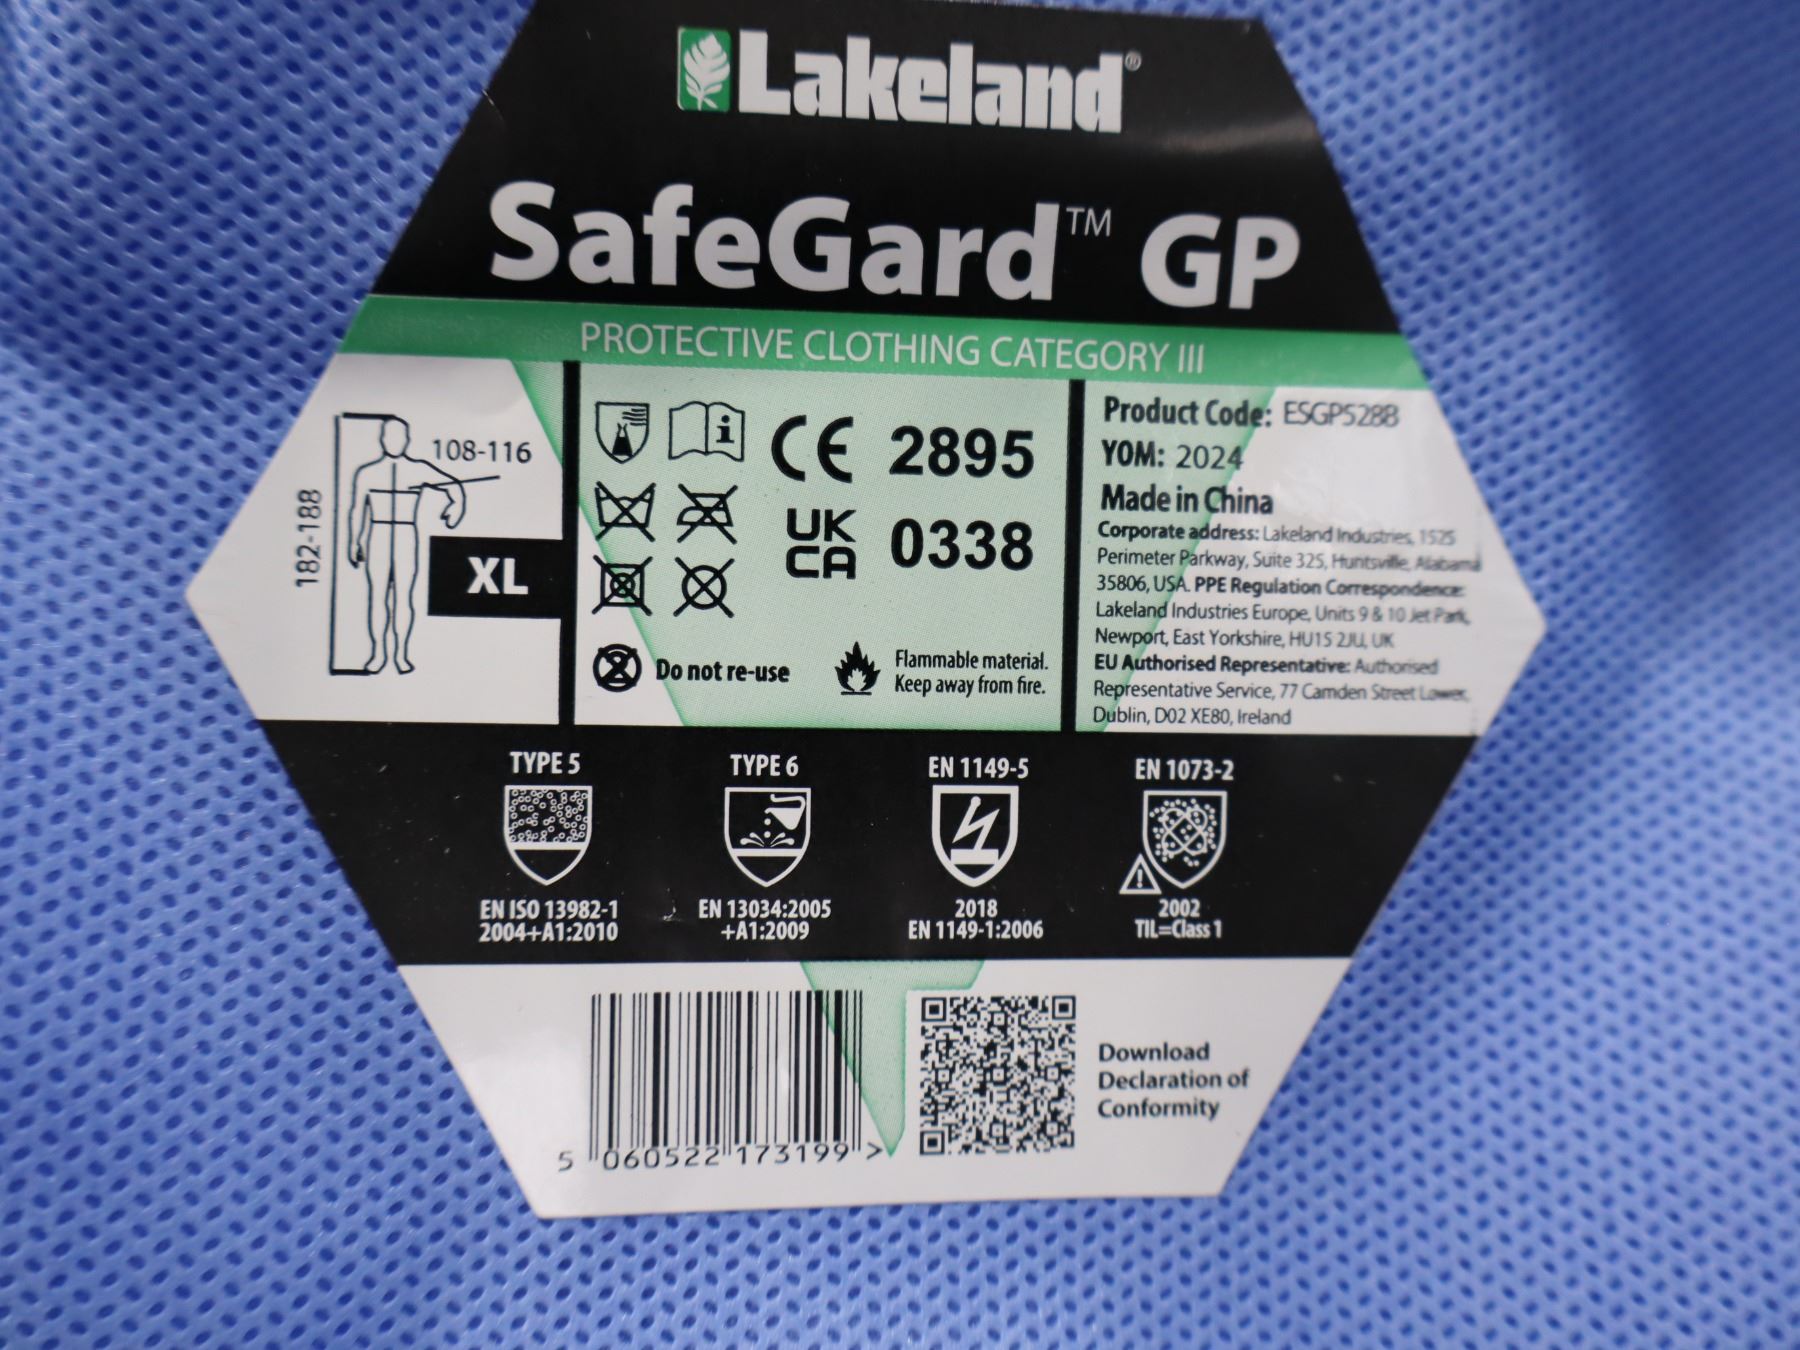 Lakeland®
SafeGard™ GP
PROTECTIVE CLOTHING CATEGORY III
108-116
182-188
XL
i
CE 2895
UK
CA
0338
Do not re-use
Flammable material.
Keep away from fire.
Product Code: ESGP528B
YOM: 2024
Made in China
Corporate address: Lakeland Industries, 1525
Perimeter Parkway, Suite 325, Huntsville, Alabama
35806, USA. PPE Regulation Correspondence:
Lakeland Industries Europe, Units 9 & 10 Jet Park,
Newport, East Yorkshire, HU15 2JU, UK
EU Authorised Representative: Authorised
Representative Service, 77 Camden Street Lower,
Dublin, D02 XE80, Ireland
TYPE 5
EN ISO 13982-1
2004+A1:2010
TYPE 6
EN 13034:2005
+A1:2009
EN 1149-5
2018
EN 1149-1:2006
EN 1073-2
!
2002
TIL=Class 1
5 060522 173199 >
Download
Declaration of
Conformity